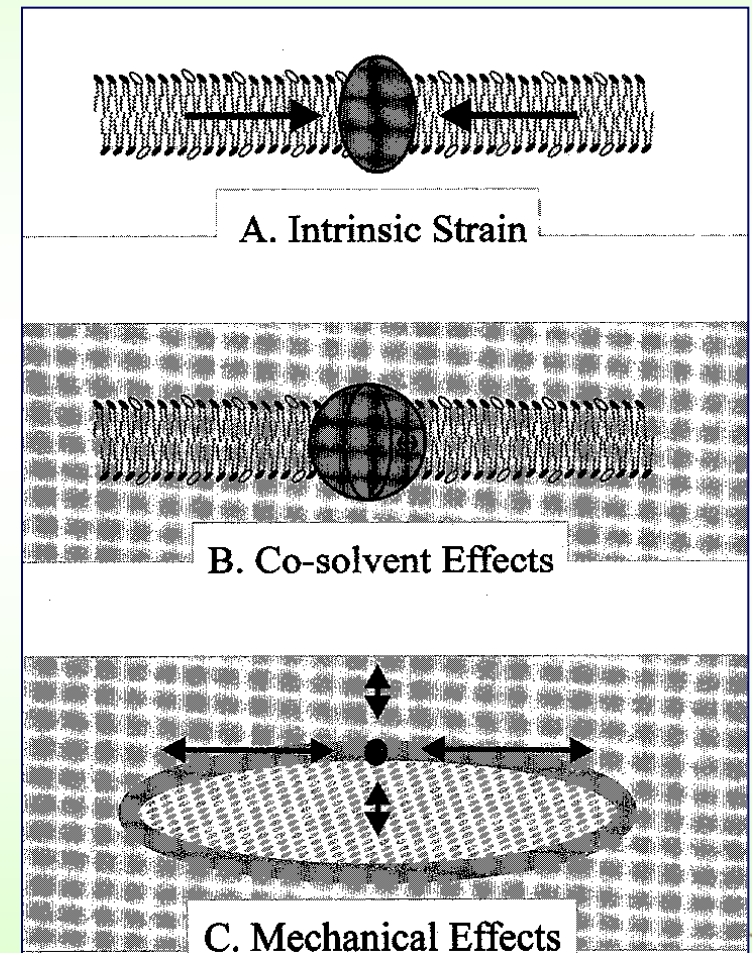 A. Intrinsic Strain
B. Co-solvent Effects
C. Mechanical Effects